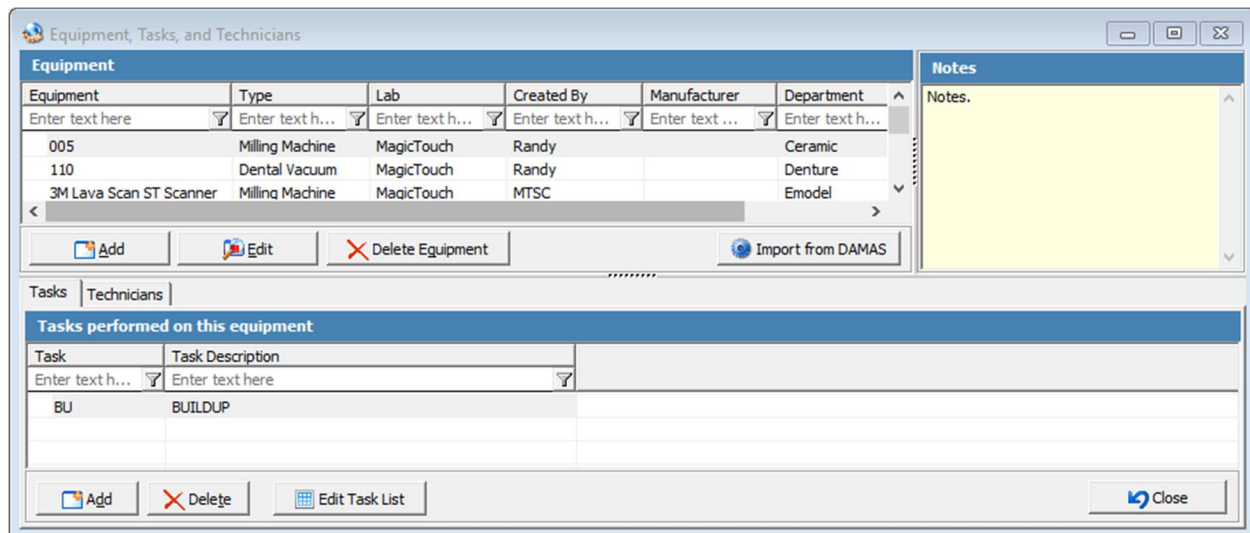 Equipment, Tasks, and Technicians
Equipment
Equipment Type Lab Created By Manufacturer Department
Enter text here Enter text h... Enter text h... Enter text h... Enter text ... Enter text h...
005 Milling Machine MagicTouch Randy Ceramic
110 Dental Vacuum MagicTouch Randy Denture
3M Lava Scan ST Scanner Milling Machine MagicTouch MTSC Emodel
Add Edit Delete Equipment Import from DAMAS
Notes
Notes.
Tasks Technicians
Tasks performed on this equipment
Task Task Description
Enter text h... Enter text here
BU BUILDUP
Add Delete Edit Task List Close